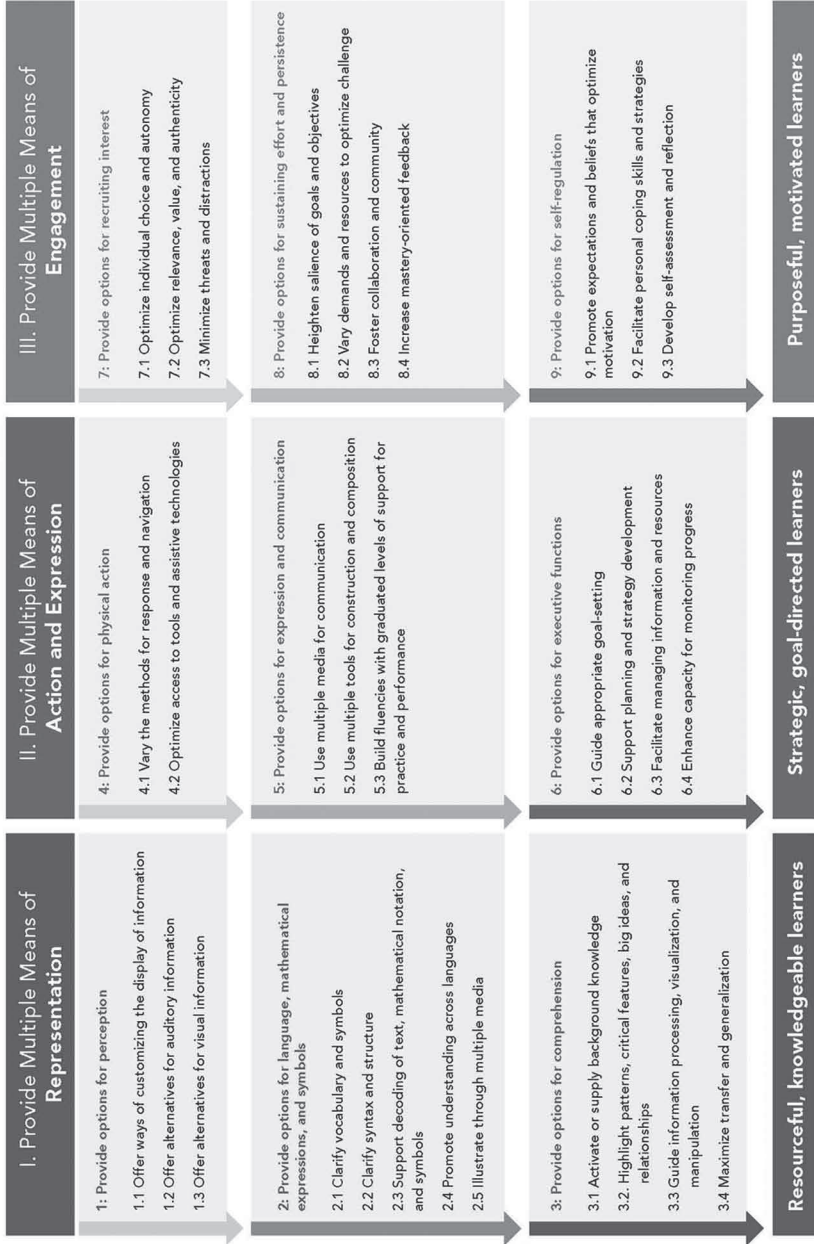 I. Provide Multiple Means of
Representation
1: Provide options for perception
1.1 Offer ways of customizing the display of information
1.2 Offer alternatives for auditory information
1.3 Offer alternatives for visual information
2: Provide options for language, mathematical
expressions, and symbols
2.1 Clarify vocabulary and symbols
2.2 Clarify syntax and structure
2.3 Support decoding of text, mathematical notation,
and symbols
2.4 Promote understanding across languages
2.5 Illustrate through multiple media
3: Provide options for comprehension
3.1 Activate or supply background knowledge
3.2. Highlight patterns, critical features, big ideas, and
relationships
3.3 Guide information processing, visualization, and
manipulation
3.4 Maximize transfer and generalization
Resourceful, knowledgeable learners
II. Provide Multiple Means of
Action and Expression
4: Provide options for physical action
4.1 Vary the methods for response and navigation
4.2 Optimize access to tools and assistive technologies
5: Provide options for expression and communication
5.1 Use multiple media for communication
5.2 Use multiple tools for construction and composition
5.3 Build fluencies with graduated levels of support for
practice and performance
6: Provide options for executive functions
6.1 Guide appropriate goal-setting
6.2 Support planning and strategy development
6.3 Facilitate managing information and resources
6.4 Enhance capacity for monitoring progress
Strategic, goal-directed learners
III. Provide Multiple Means of
Engagement
7: Provide options for recruiting interest
7.1 Optimize individual choice and autonomy
7.2 Optimize relevance, value, and authenticity
7.3 Minimize threats and distractions
8: Provide options for sustaining effort and persistence
8.1 Heighten salience of goals and objectives
8.2 Vary demands and resources to optimize challenge
8.3 Foster collaboration and community
8.4 Increase mastery-oriented feedback
9: Provide options for self-regulation
9.1 Promote expectations and beliefs that optimize
motivation
9.2 Facilitate personal coping skills and strategies
9.3 Develop self-assessment and reflection
Purposeful, motivated learners